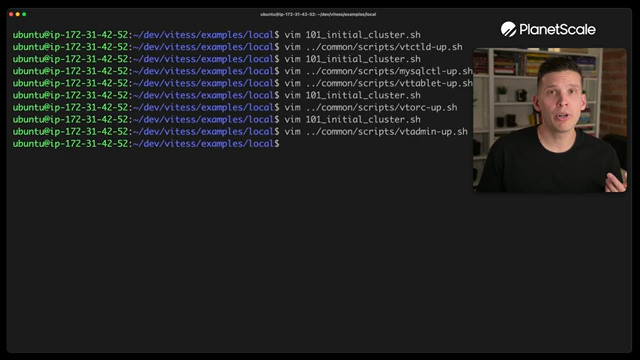 ubuntu@ip-172-31-42-52: ~/dev/vitess/examples/local
PlanetScale
ubuntu@ip-172-31-42-52:~/dev/vitess/examples/local$ vim 101_initial_cluster.sh
ubuntu@ip-172-31-42-52:~/dev/vitess/examples/local$ vim ../common/scripts/vtctld-up.sh
ubuntu@ip-172-31-42-52:~/dev/vitess/examples/local$ vim 101_initial_cluster.sh
ubuntu@ip-172-31-42-52:~/dev/vitess/examples/local$ vim ../common/scripts/mysqlctl-up.sh
ubuntu@ip-172-31-42-52:~/dev/vitess/examples/local$ vim ../common/scripts/vttablet-up.sh
ubuntu@ip-172-31-42-52:~/dev/vitess/examples/local$ vim 101_initial_cluster.sh
ubuntu@ip-172-31-42-52:~/dev/vitess/examples/local$ vim ../common/scripts/vtorc-up.sh
ubuntu@ip-172-31-42-52:~/dev/vitess/examples/local$ vim 101_initial_cluster.sh
ubuntu@ip-172-31-42-52:~/dev/vitess/examples/local$ vim ../common/scripts/vtadmin-up.sh
ubuntu@ip-172-31-42-52:~/dev/vitess/examples/local$